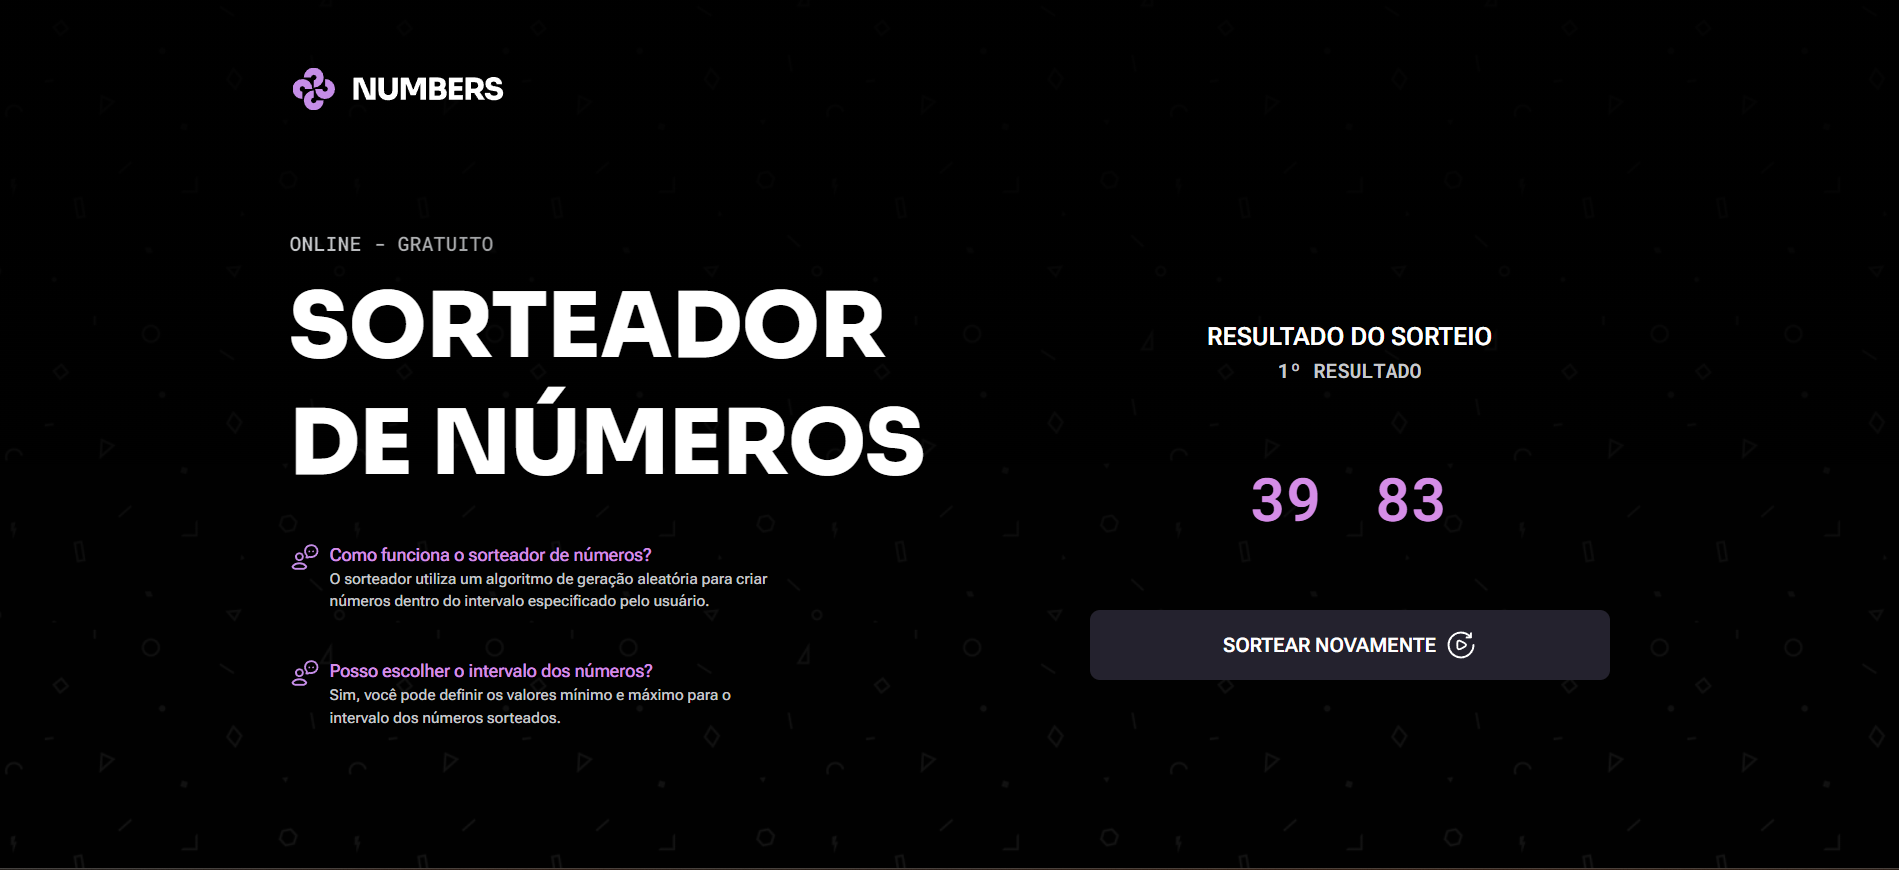 NUMBERS
ONLINE - GRATUITO
SORTEADOR
DE NÚMEROS
Como funciona o sorteador de números?
O sorteador utiliza um algoritmo de geração aleatória para criar
números dentro do intervalo especificado pelo usuário.
Posso escolher o intervalo dos números?
Sim, você pode definir os valores mínimo e máximo para o
intervalo dos números sorteados.
RESULTADO DO SORTEIO
1º RESULTADO
39 83
SORTEAR NOVAMENTE